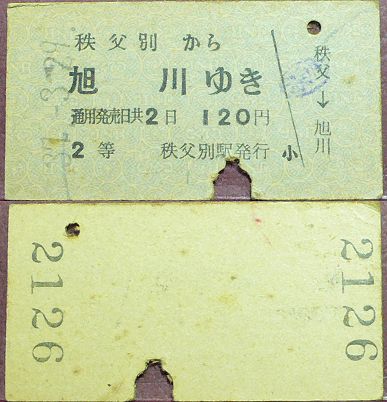 秩父別 から
旭 川 ゆき
通用発売日共2日 120円
2 等 秩父別駅発行 小
秩父→旭川
2126
2126